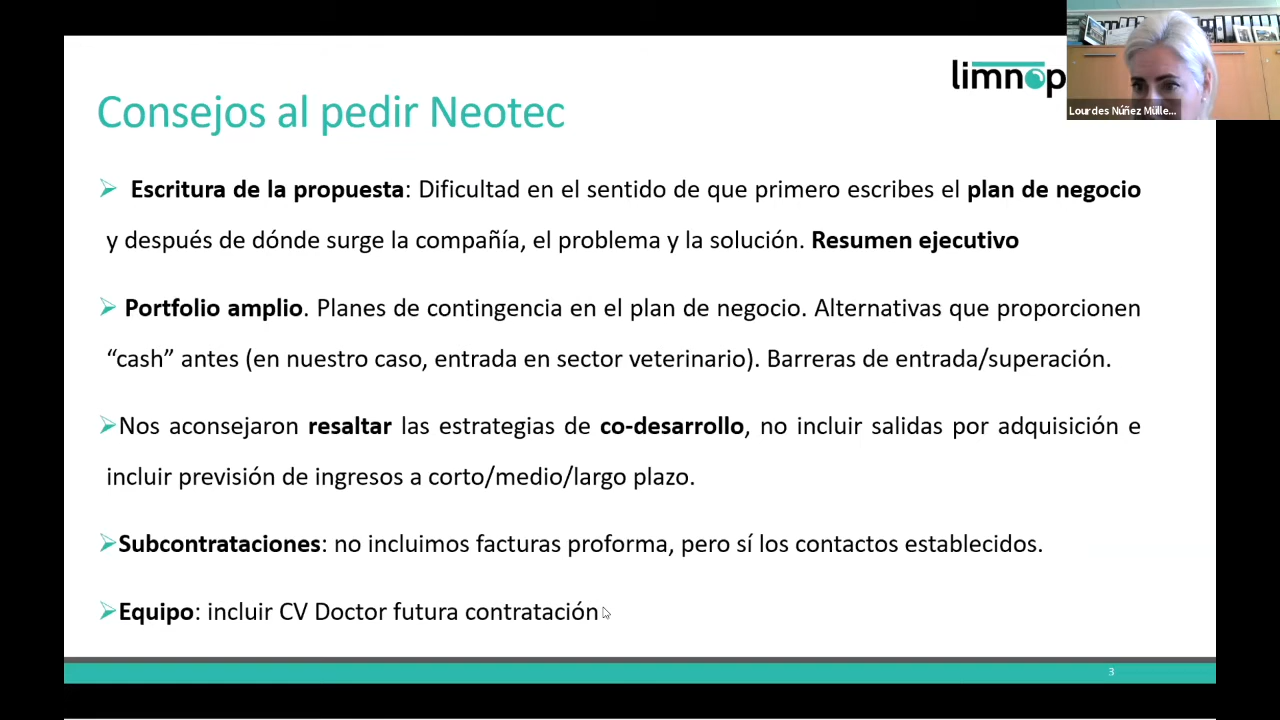 limnop
Lourdes Núñez Mülle...
Consejos al pedir Neotec
➢ Escritura de la propuesta: Dificultad en el sentido de que primero escribes el plan de negocio
y después de dónde surge la compañía, el problema y la solución. Resumen ejecutivo
➢ Portfolio amplio. Planes de contingencia en el plan de negocio. Alternativas que proporcionen
“cash” antes (en nuestro caso, entrada en sector veterinario). Barreras de entrada/superación.
➢Nos aconsejaron resaltar las estrategias de co-desarrollo, no incluir salidas por adquisición e
incluir previsión de ingresos a corto/medio/largo plazo.
➢Subcontrataciones: no incluimos facturas proforma, pero sí los contactos establecidos.
➢Equipo: incluir CV Doctor futura contratación
3